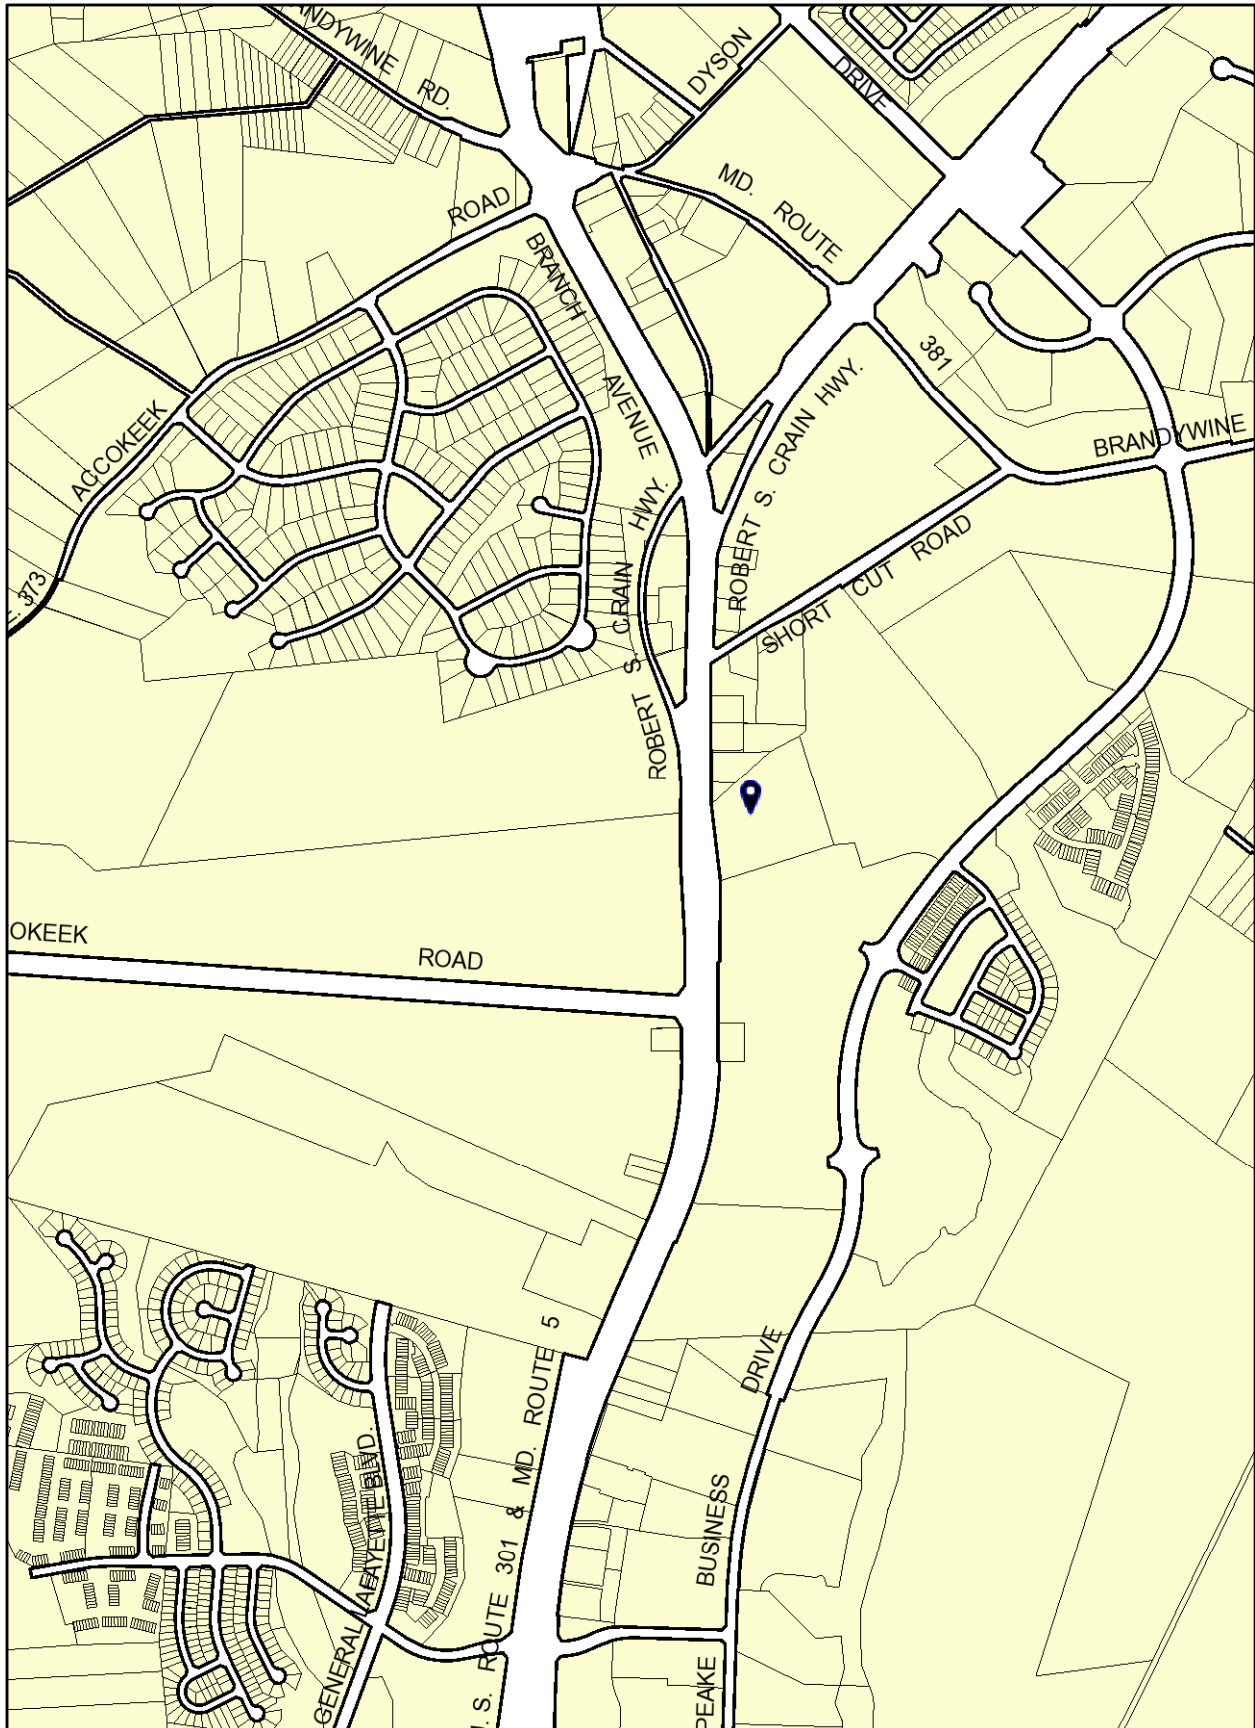 ANDYWINE RD.
DYSON
DRIVE
MD. ROUTE
381
ROAD
ACCOKEEK
373
BRANCH AVENUE
ROBERT S. CRAIN HWY.
ROBERT S. CRAIN HWY.
BRANDYWINE
SHORT CUT ROAD
OKEEK ROAD
U.S. ROUTE 301 & MD. ROUTE 5
GENERAL LAFAYETTE BLVD.
PEAKE BUSINESS DRIVE